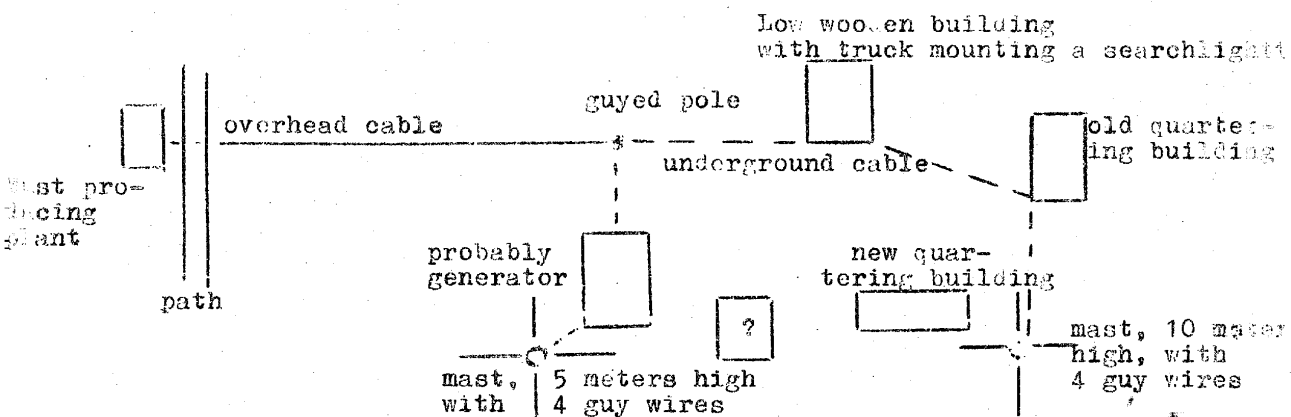 Low wooden building
with truck mounting a searchlight
guyed pole
overhead cable
old quarter-
ing building
underground cable
pro-
ducing
plant
probably
generator
new quar-
tering building
path
?
mast, 10 meter
high, with
4 guy wires
mast, 5 meters high
with 4 guy wires